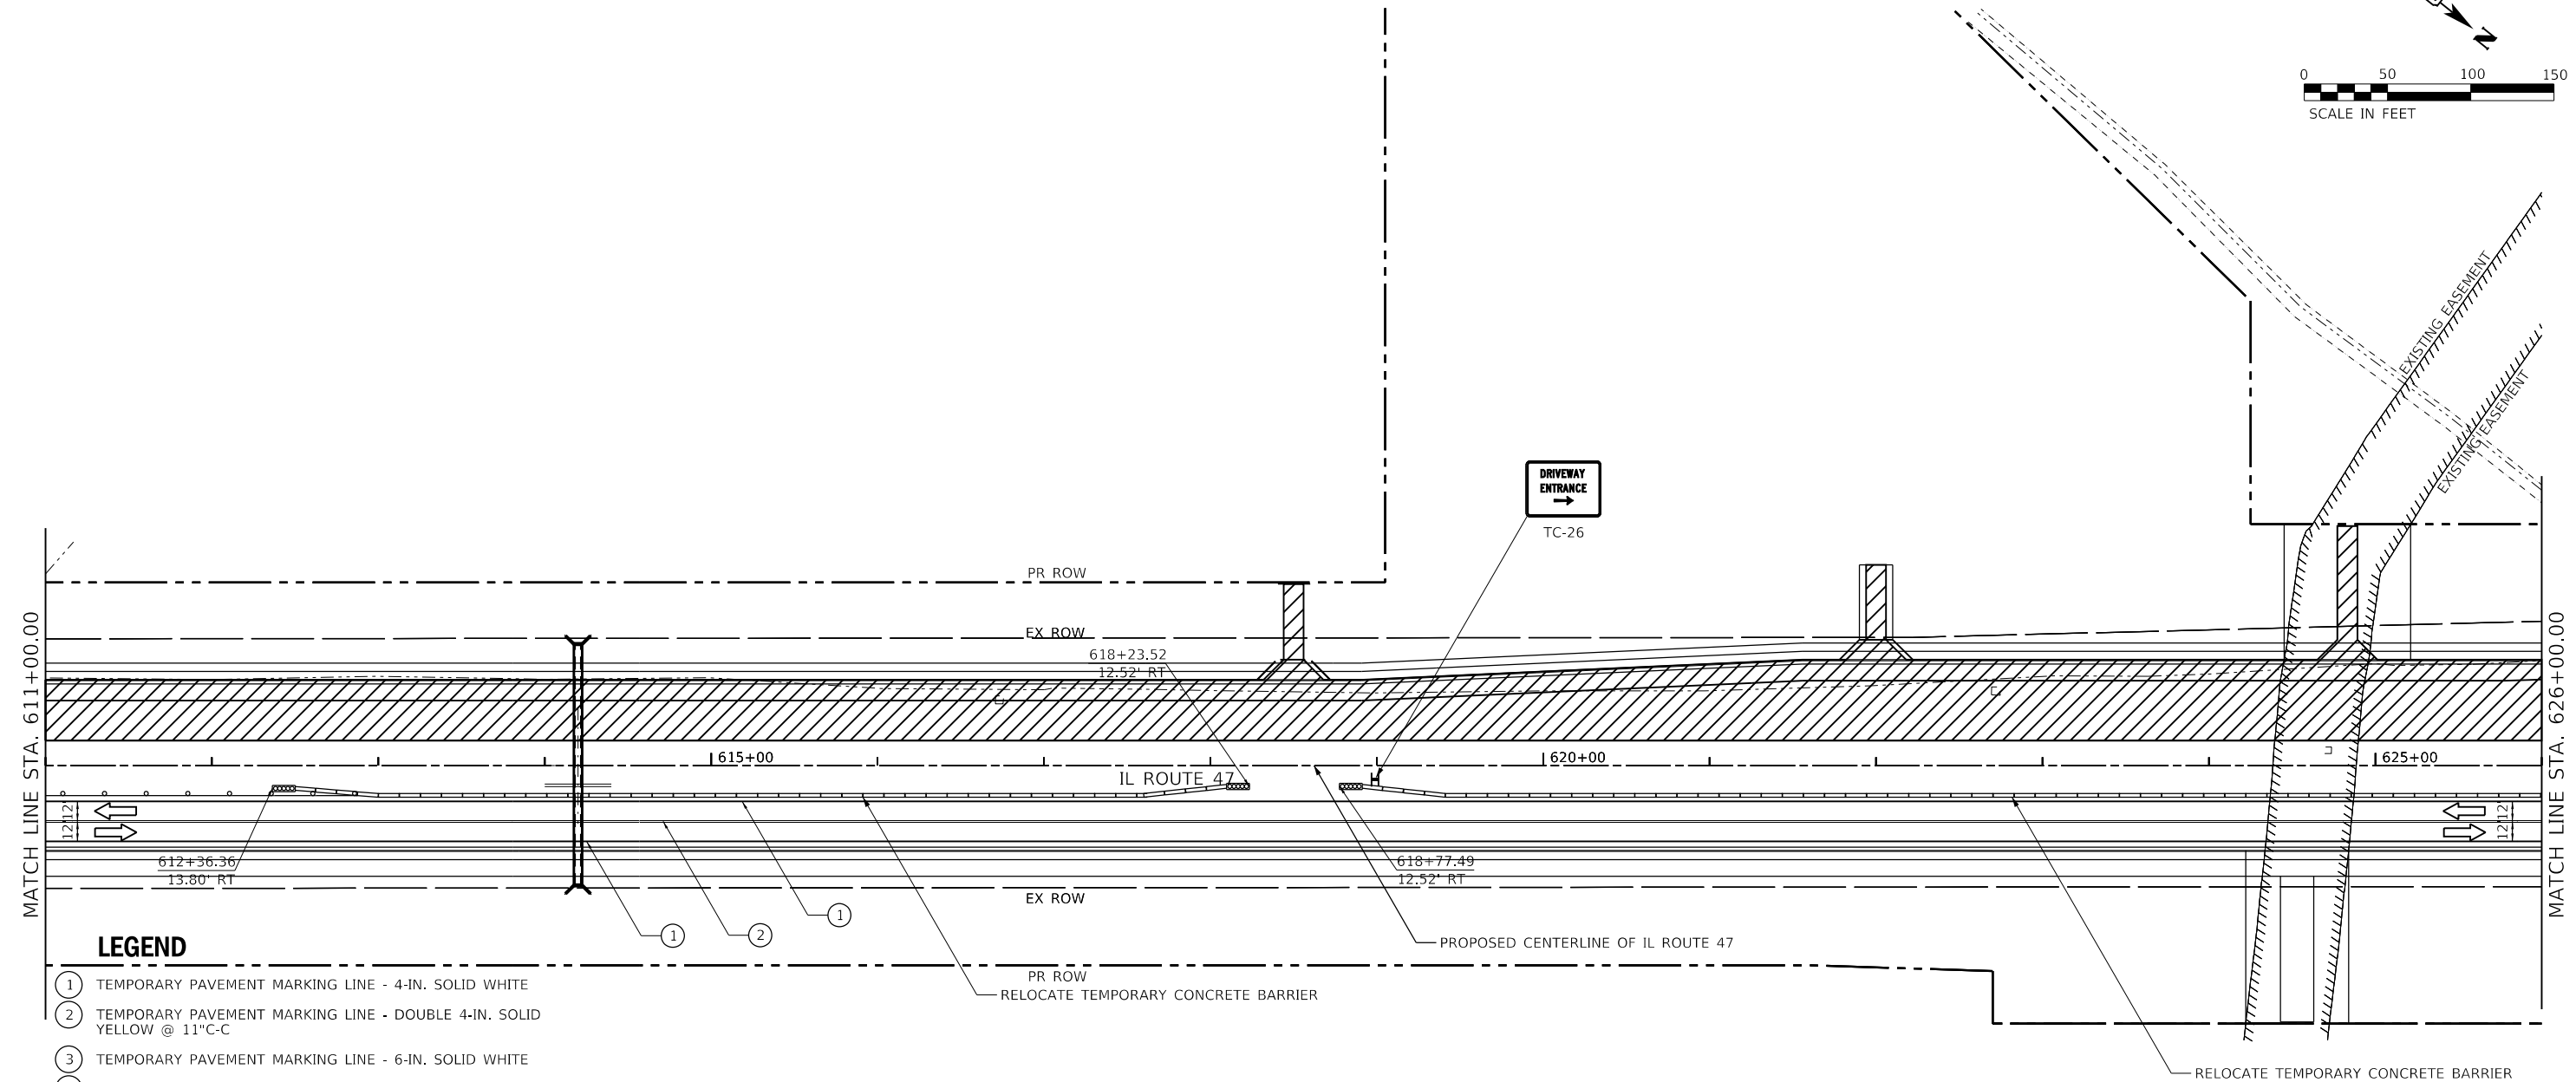 N
0 50 100 150
SCALE IN FEET
EXISTING EASEMENT
EXISTING EASEMENT
DRIVEWAY
ENTRANCE
TC-26
PR ROW
EX ROW
618+23.52
12.52' RT
MATCH LINE STA. 611+00.00
MATCH LINE STA. 626+00.00
615+00
620+00
625+00
IL ROUTE 47
12'
12'
12'
12'
612+36.36
13.80' RT
618+77.49
12.52' RT
EX ROW
1
1
2
PROPOSED CENTERLINE OF IL ROUTE 47
PR ROW
RELOCATE TEMPORARY CONCRETE BARRIER
RELOCATE TEMPORARY CONCRETE BARRIER
LEGEND
1 TEMPORARY PAVEMENT MARKING LINE - 4-IN. SOLID WHITE
2 TEMPORARY PAVEMENT MARKING LINE - DOUBLE 4-IN. SOLID
YELLOW @ 11"C-C
3 TEMPORARY PAVEMENT MARKING LINE - 6-IN. SOLID WHITE